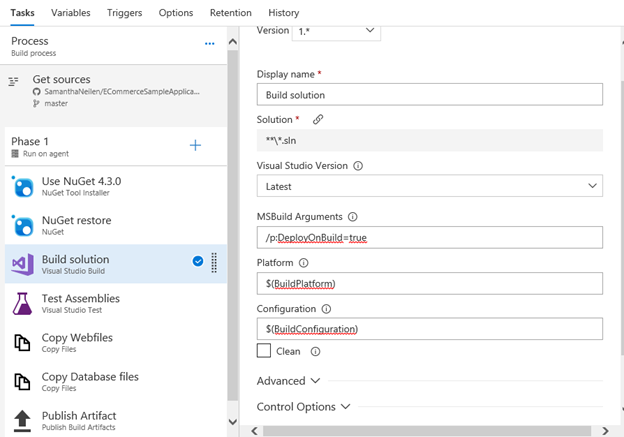 Tasks Variables Triggers Options Retention History
Process
Build process
...
Get sources
SamanthaNeilen/ECommerceSampleApplica...
master
Phase 1
Run on agent
Use NuGet 4.3.0
NuGet Tool Installer
NuGet restore
NuGet
Build solution
Visual Studio Build
Test Assemblies
Visual Studio Test
Copy Webfiles
Copy Files
Copy Database files
Copy Files
Publish Artifact
Publish Build Artifacts
Version 1.*
Display name *
Build solution
Solution *
**\*.sln
Visual Studio Version
Latest
MSBuild Arguments
/p:DeployOnBuild=true
Platform
$(BuildPlatform)
Configuration
$(BuildConfiguration)
Clean
Advanced
Control Options